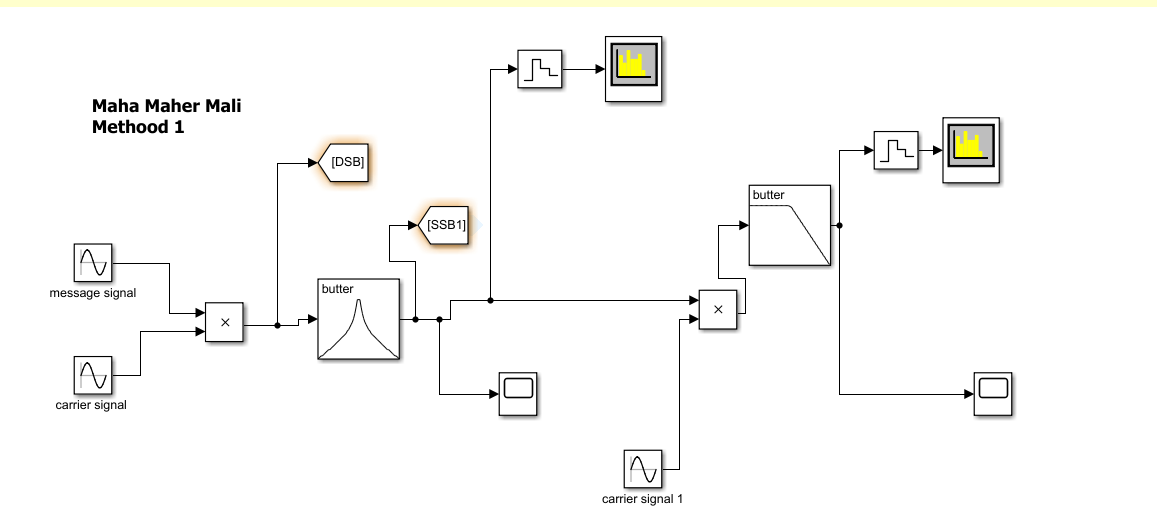 Maha Maher Mali
Methood 1
[DSB]
[SSB1]
butter
message signal
×
butter
×
carrier signal
carrier signal 1